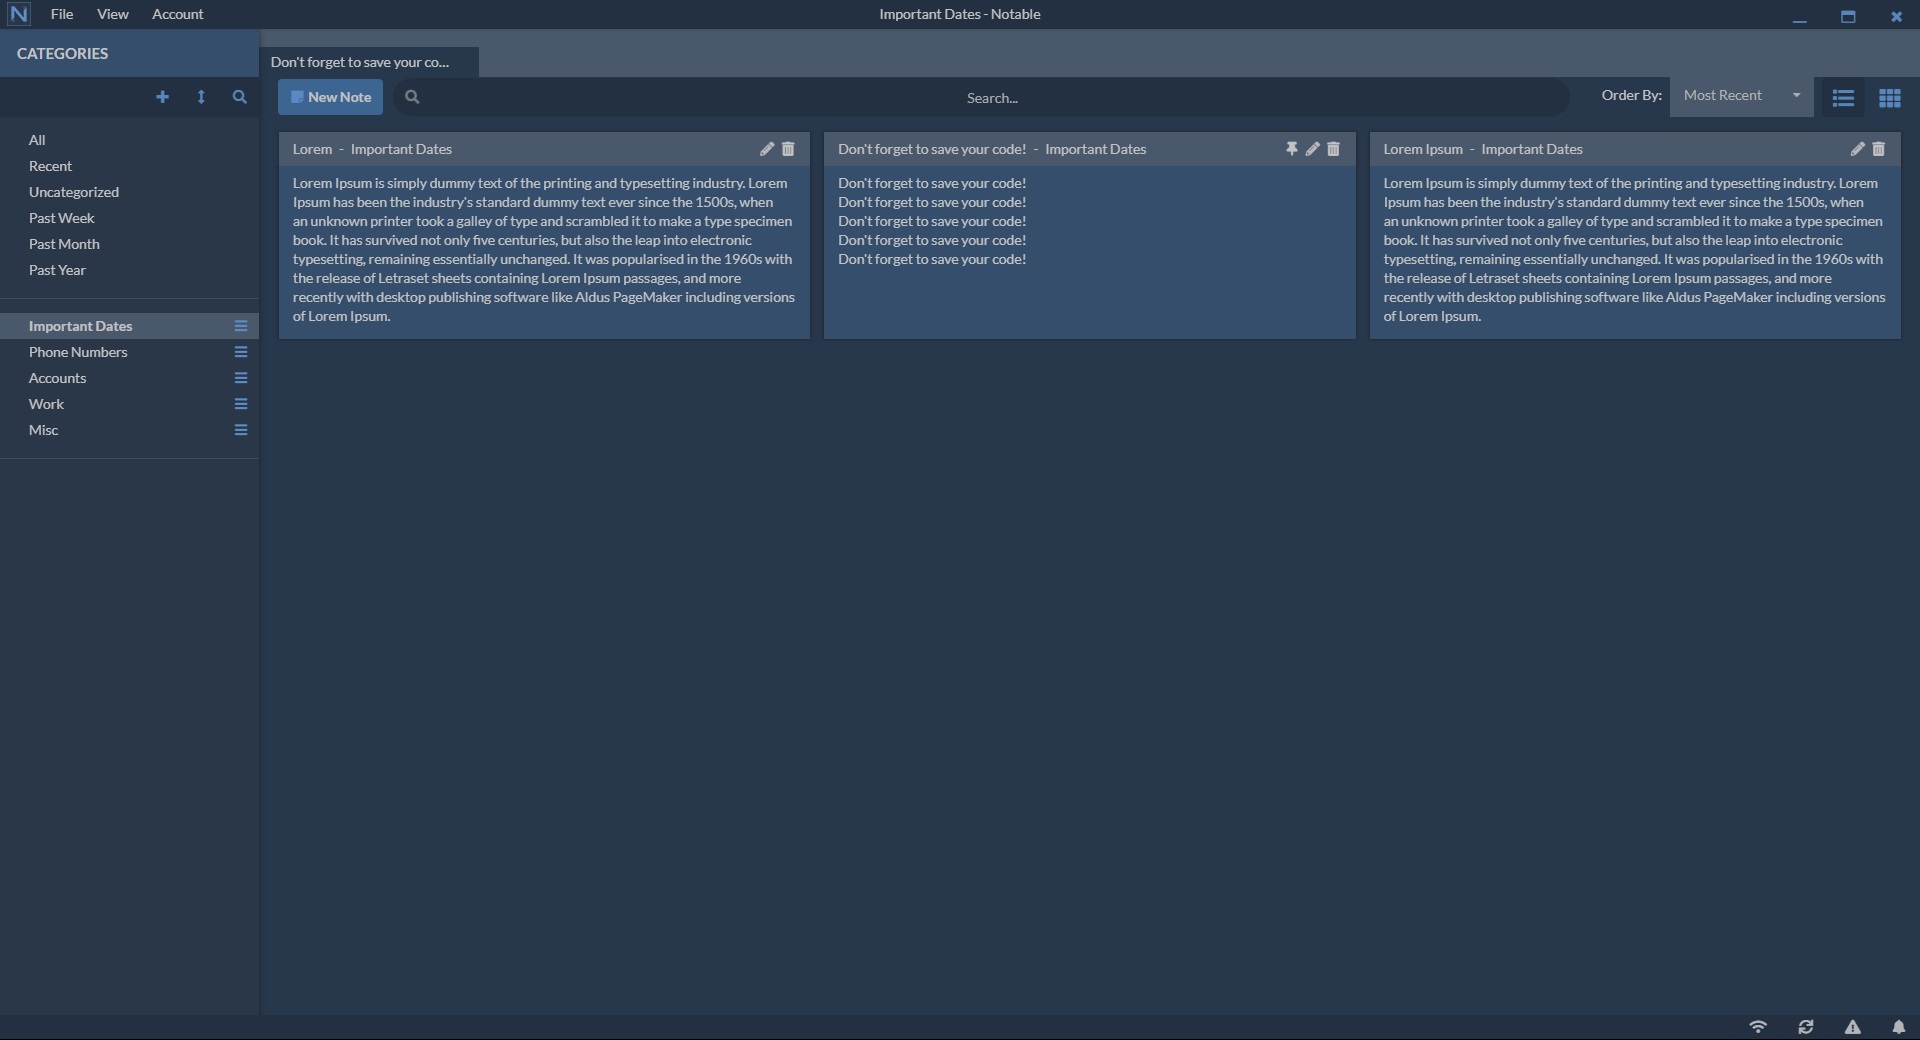 N File View Account Important Dates - Notable
CATEGORIES
Don't forget to save your co...
New Note Search... Order By: Most Recent
All
Recent
Uncategorized
Past Week
Past Month
Past Year
Important Dates
Phone Numbers
Accounts
Work
Misc
Lorem - Important Dates
Lorem Ipsum is simply dummy text of the printing and typesetting industry. Lorem
Ipsum has been the industry's standard dummy text ever since the 1500s, when
an unknown printer took a galley of type and scrambled it to make a type specimen
book. It has survived not only five centuries, but also the leap into electronic
typesetting, remaining essentially unchanged. It was popularised in the 1960s with
the release of Letraset sheets containing Lorem Ipsum passages, and more
recently with desktop publishing software like Aldus PageMaker including versions
of Lorem Ipsum.
Don't forget to save your code! - Important Dates
Don't forget to save your code!
Don't forget to save your code!
Don't forget to save your code!
Don't forget to save your code!
Don't forget to save your code!
Lorem Ipsum - Important Dates
Lorem Ipsum is simply dummy text of the printing and typesetting industry. Lorem
Ipsum has been the industry's standard dummy text ever since the 1500s, when
an unknown printer took a galley of type and scrambled it to make a type specimen
book. It has survived not only five centuries, but also the leap into electronic
typesetting, remaining essentially unchanged. It was popularised in the 1960s with
the release of Letraset sheets containing Lorem Ipsum passages, and more
recently with desktop publishing software like Aldus PageMaker including versions
of Lorem Ipsum.